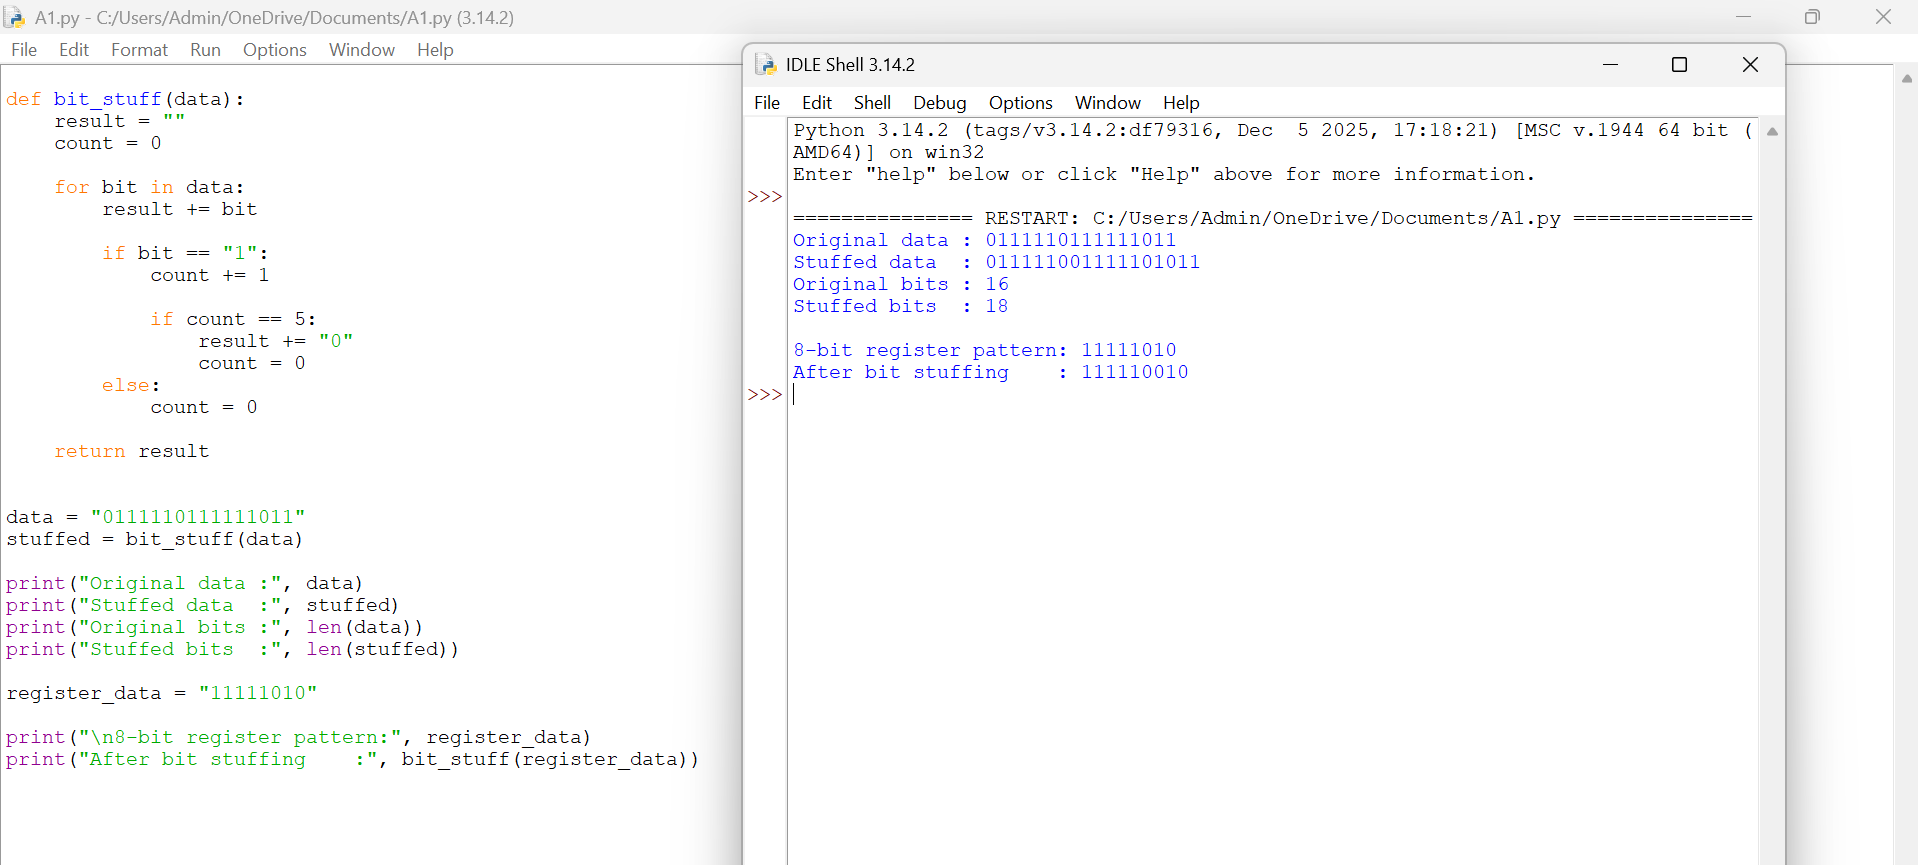 A1.py - C:/Users/Admin/OneDrive/Documents/A1.py (3.14.2)
File Edit Format Run Options Window Help
def bit_stuff(data):
    result = ""
    count = 0

    for bit in data:
        result += bit

        if bit == "1":
            count += 1

            if count == 5:
                result += "0"
                count = 0
        else:
            count = 0

    return result


data = "0111110111111011"
stuffed = bit_stuff(data)

print("Original data :", data)
print("Stuffed data  :", stuffed)
print("Original bits :", len(data))
print("Stuffed bits  :", len(stuffed))

register_data = "11111010"

print("\n8-bit register pattern:", register_data)
print("After bit stuffing    :", bit_stuff(register_data))
IDLE Shell 3.14.2
File Edit Shell Debug Options Window Help
Python 3.14.2 (tags/v3.14.2:df79316, Dec  5 2025, 17:18:21) [MSC v.1944 64 bit (
AMD64)] on win32
Enter "help" below or click "Help" above for more information.
>>>
=============== RESTART: C:/Users/Admin/OneDrive/Documents/A1.py ===============
Original data : 0111110111111011
Stuffed data  : 011111001111101011
Original bits : 16
Stuffed bits  : 18

8-bit register pattern: 11111010
After bit stuffing    : 111110010
>>>